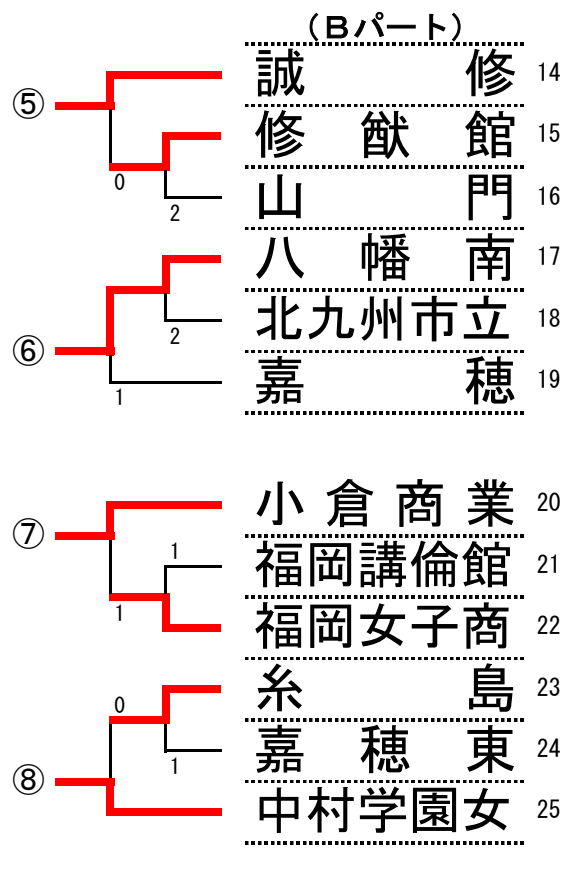 （Ｂパート）
誠修 14
⑤
修猷館 15
0
山門 16
2
八幡南 17
北九州市立 18
2
⑥
嘉穂 19
1
小倉商業 20
⑦
1
福岡講倫館 21
1
福岡女子商 22
糸島 23
0
嘉穂東 24
1
⑧
中村学園女 25